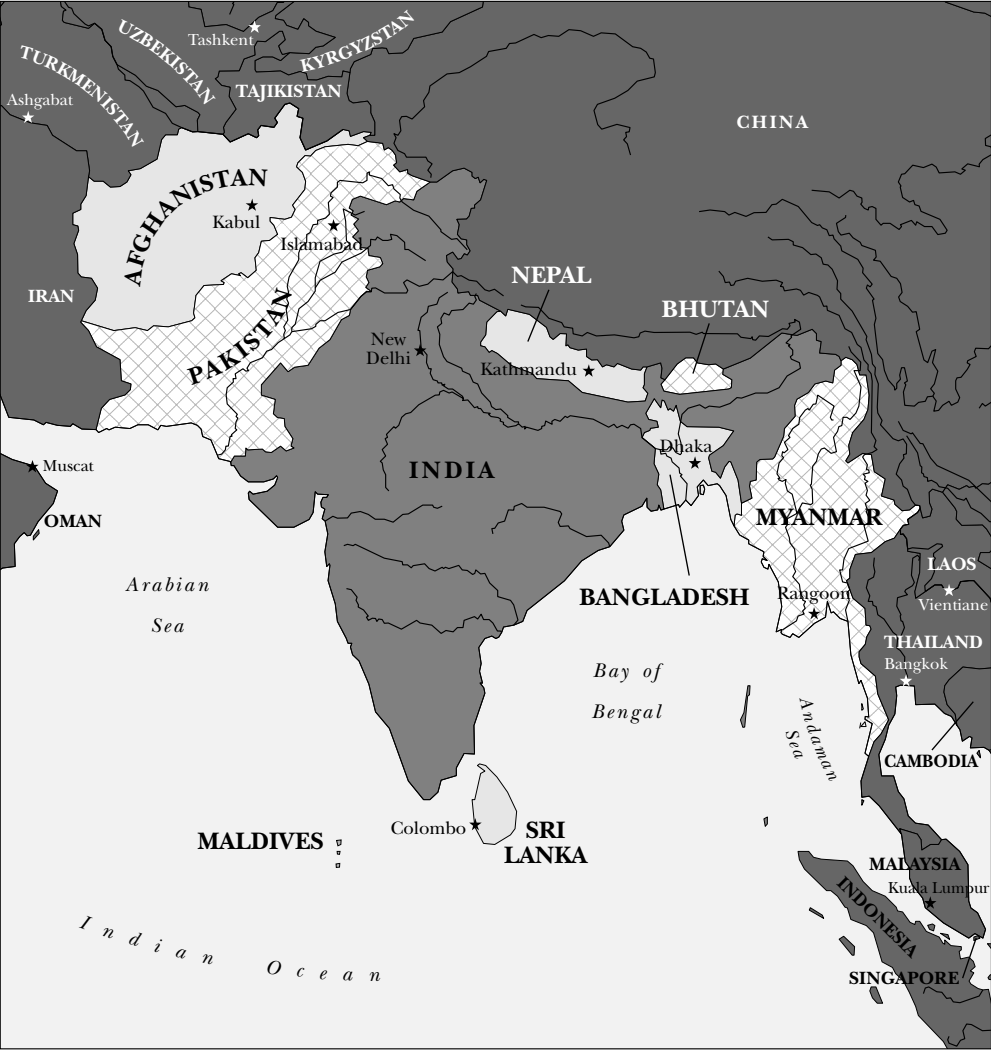 Tashkent
UZBEKISTAN
KYRGYZSTAN
TURKMENISTAN
TAJIKISTAN
Ashgabat
CHINA
AFGHANISTAN
Kabul
Islamabad
IRAN
NEPAL
BHUTAN
PAKISTAN
New
Delhi
Kathmandu
Dhaka
Muscat
INDIA
OMAN
MYANMAR
LAOS
Arabian
Sea
BANGLADESH
Rangoon
Vientiane
THAILAND
Bangkok
Bay of
Bengal
Andaman
Sea
CAMBODIA
Colombo
SRI
LANKA
MALDIVES
MALAYSIA
Kuala Lumpur
INDONESIA
Indian Ocean
SINGAPORE